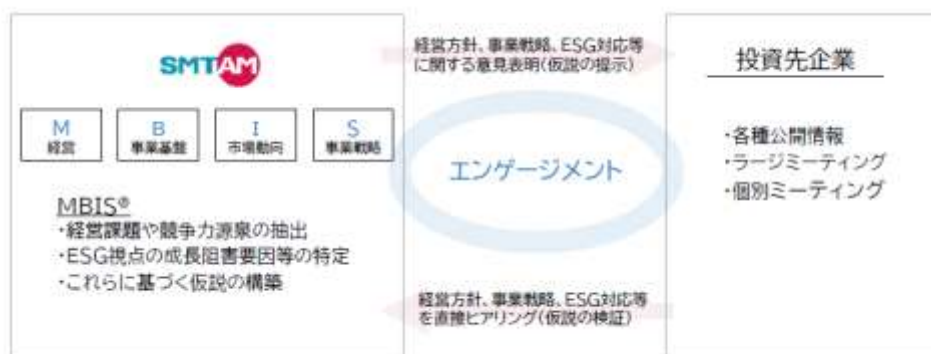 SMTAM
M
経営
B
事業基盤
I
市場動向
S
事業戦略
MBIS®
・経営課題や競争力源泉の抽出
・ESG視点の成長阻害要因等の特定
・これらに基づく仮説の構築
経営方針、事業戦略、ESG対応等
に関する意見表明(仮説の提示)
エンゲージメント
経営方針、事業戦略、ESG対応等
を直接ヒアリング(仮説の検証)
投資先企業
・各種公開情報
・ラージミーティング
・個別ミーティング